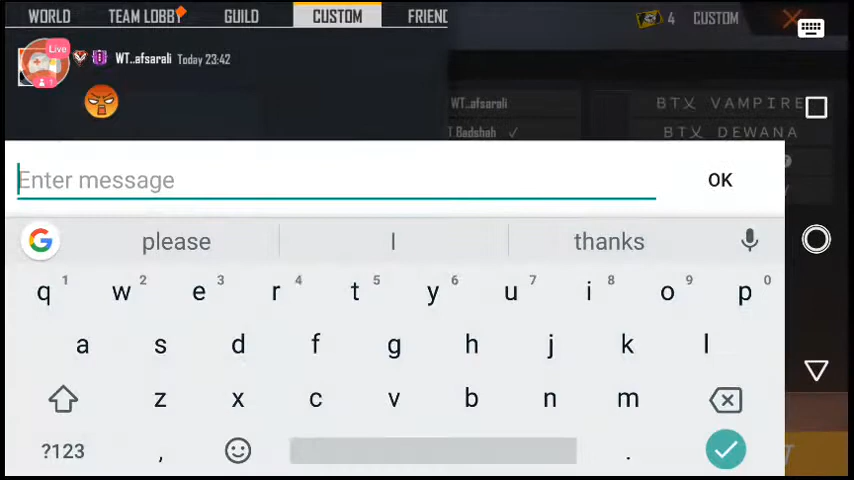 WORLD TEAM LOBBY GUILD CUSTOM FRIEND 4 CUSTOM
Live
1
WT..afsarali Today 23:42
WT..afsarali BTX VAMPIRE
T.Badshah ✓ BTX DEWANA
Enter message OK
please I thanks
q 1 w 2 e 3 r 4 t 5 y 6 u 7 i 8 o 9 p 0
a s d f g h j k l
z x c v b n m
?123 , .